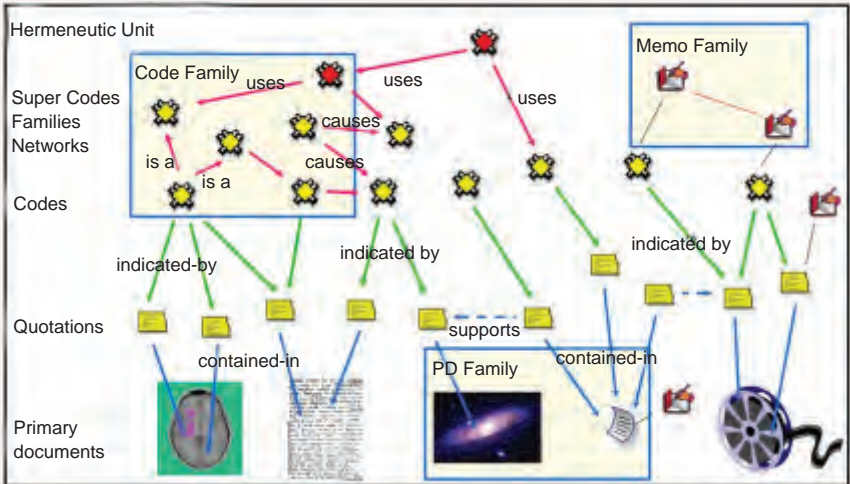 Hermeneutic Unit
Memo Family
Code Family
uses
uses
Super Codes
Families
Networks
uses
causes
causes
is a
is a
Codes
indicated-by
indicated by
indicated by
Quotations
supports
contained-in
contained-in
PD Family
Primary
documents